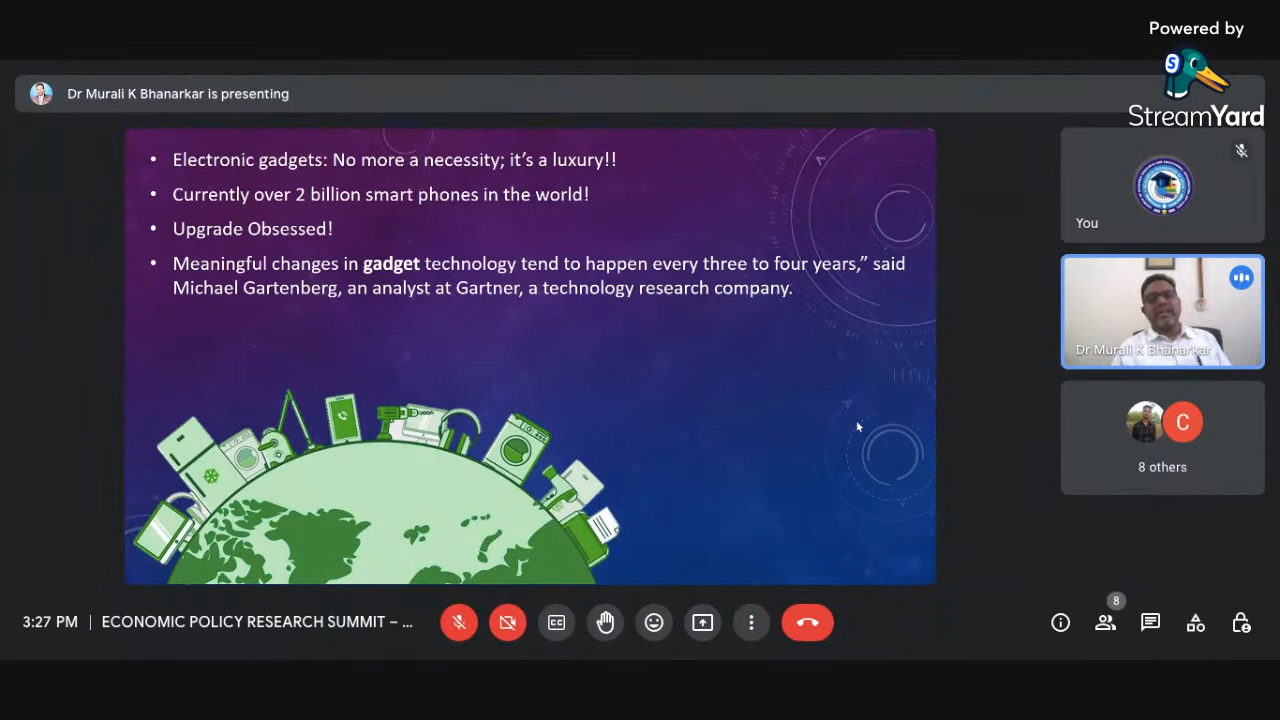 Powered by
StreamYard
Dr Murali K Bhanarkar is presenting
• Electronic gadgets: No more a necessity; it’s a luxury!!
• Currently over 2 billion smart phones in the world!
• Upgrade Obsessed!
• Meaningful changes in gadget technology tend to happen every three to four years,” said
Michael Gartenberg, an analyst at Gartner, a technology research company.
S
You
Dr Murali K Bhanarkar
C
8 others
3:27 PM | ECONOMIC POLICY RESEARCH SUMMIT – ...
CC
8